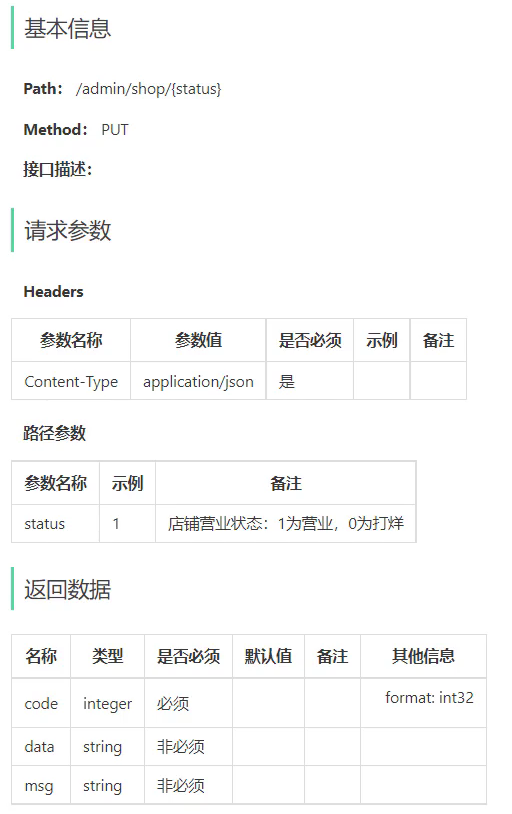 基本信息
Path： /admin/shop/{status}
Method： PUT
接口描述：
请求参数
Headers
参数名称 参数值 是否必须 示例 备注
Content-Type application/json 是
路径参数
参数名称 示例 备注
status 1 店铺营业状态：1为营业，0为打烊
返回数据
名称 类型 是否必须 默认值 备注 其他信息
code integer 必须 format: int32
data string 非必须
msg string 非必须